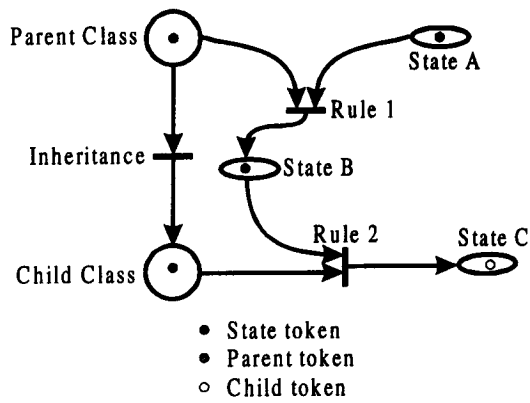 Parent Class
State A
Rule 1
Inheritance
State B
Rule 2
State C
Child Class
State token
Parent token
Child token